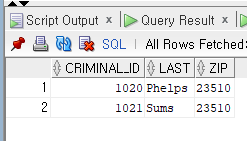 Script Output × Query Result ×
SQL | All Rows Fetched
CRIMINAL_ID LAST ZIP
1 1020 Phelps 23510
2 1021 Sums 23510